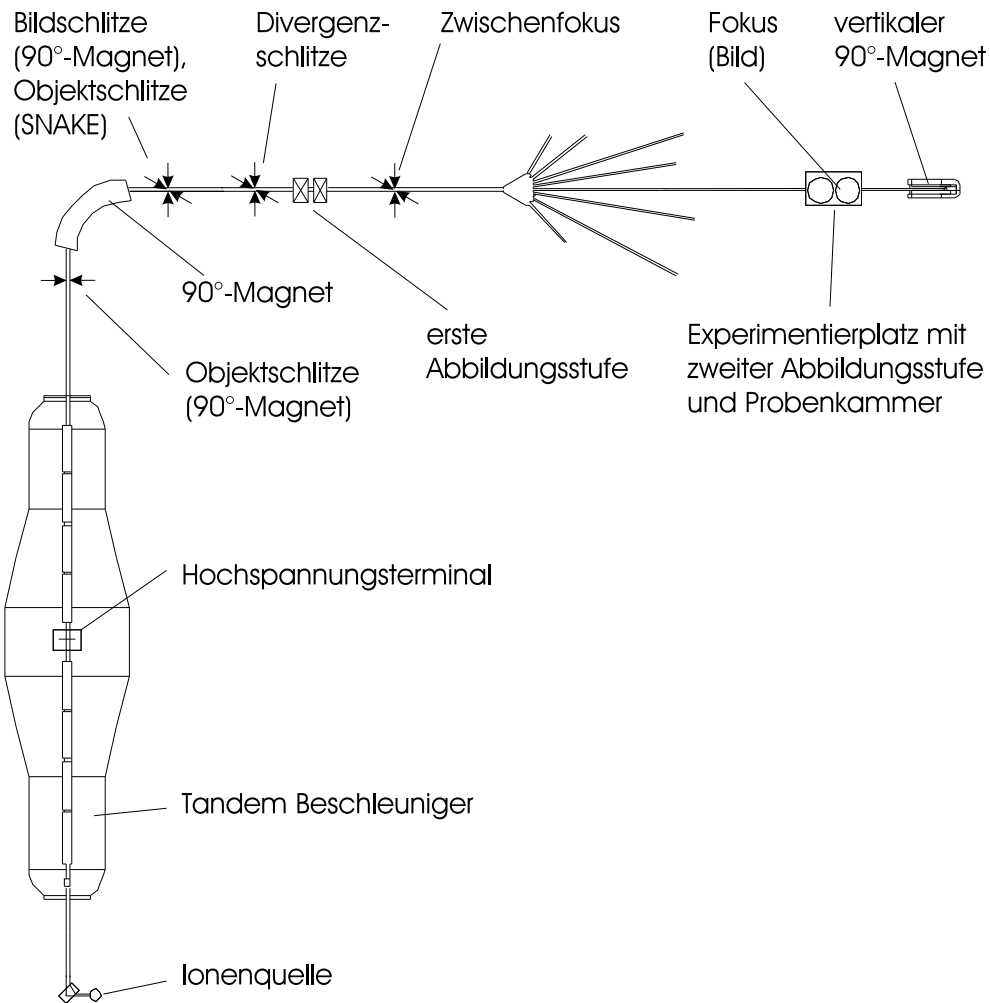 Bildschlitze
(90°-Magnet),
Objektschlitze
(SNAKE)
Divergenz-
schlitze
Zwischenfokus
Fokus
(Bild)
vertikaler
90°-Magnet
90°-Magnet
erste
Abbildungsstufe
Experimentierplatz mit
zweiter Abbildungsstufe
und Probenkammer
Objektschlitze
(90°-Magnet)
Hochspannungsterminal
Tandem Beschleuniger
Ionenquelle